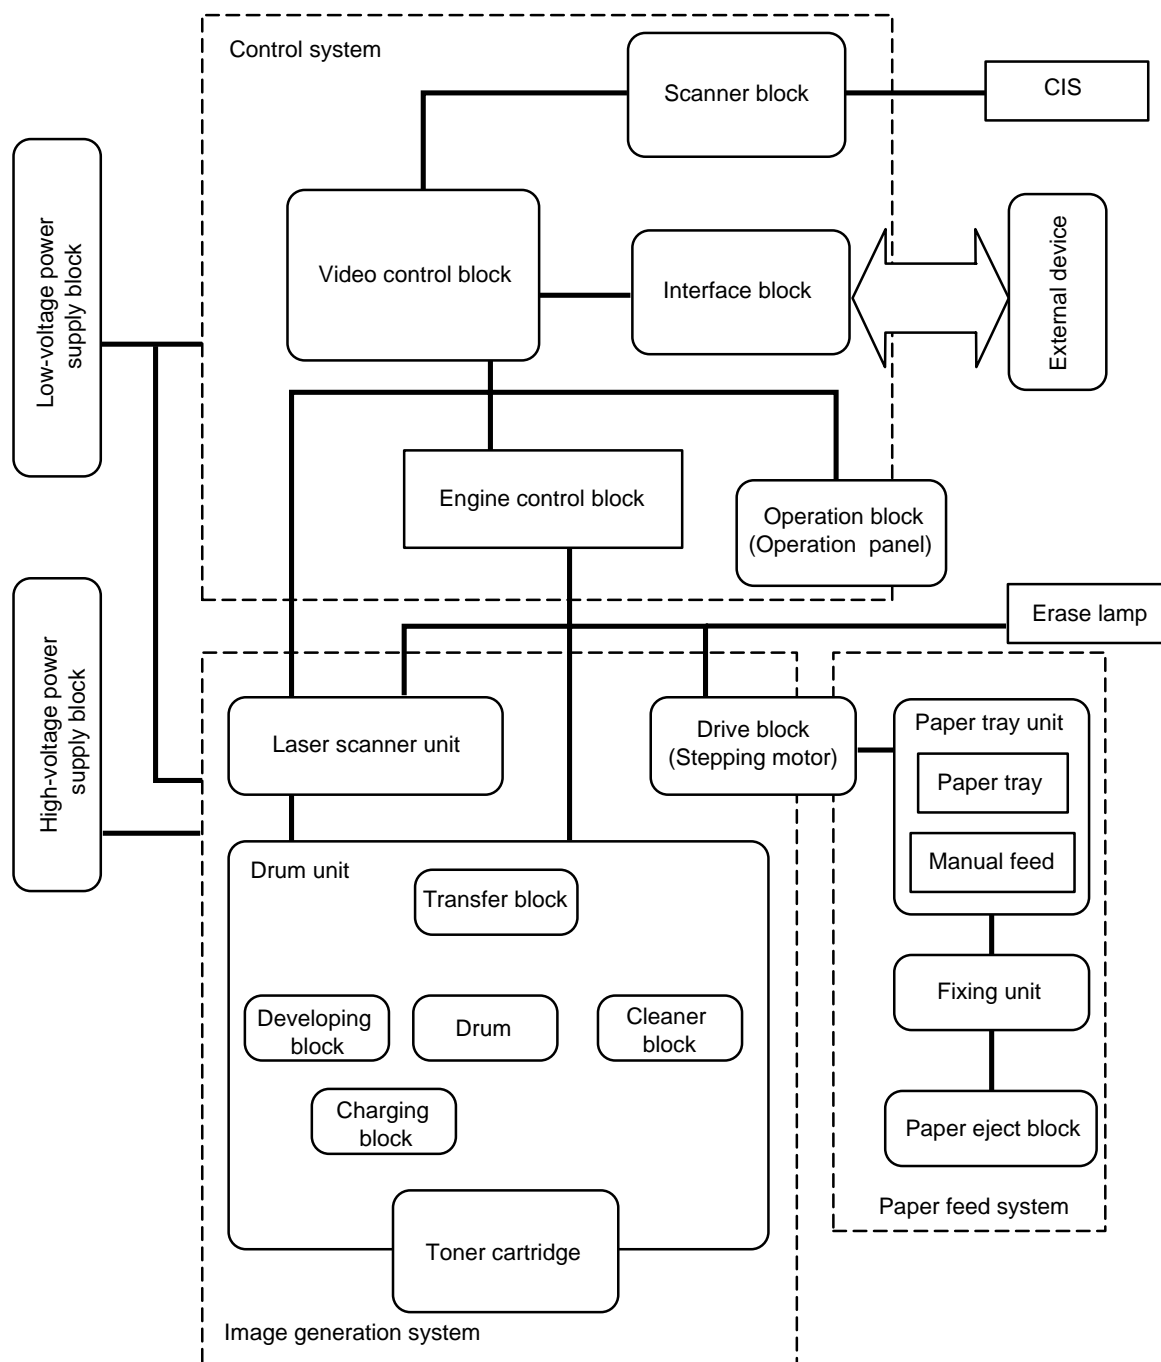 Control system
Scanner block
CIS
Low-voltage power
supply block
Video control block
Interface block
External device
Engine control block
Operation block
(Operation  panel)
High-voltage power
supply block
Erase lamp
Laser scanner unit
Drive block
(Stepping motor)
Paper tray unit
Paper tray
Manual feed
Drum unit
Transfer block
Developing
block
Drum
Cleaner
block
Fixing unit
Charging
block
Paper eject block
Paper feed system
Toner cartridge
Image generation system